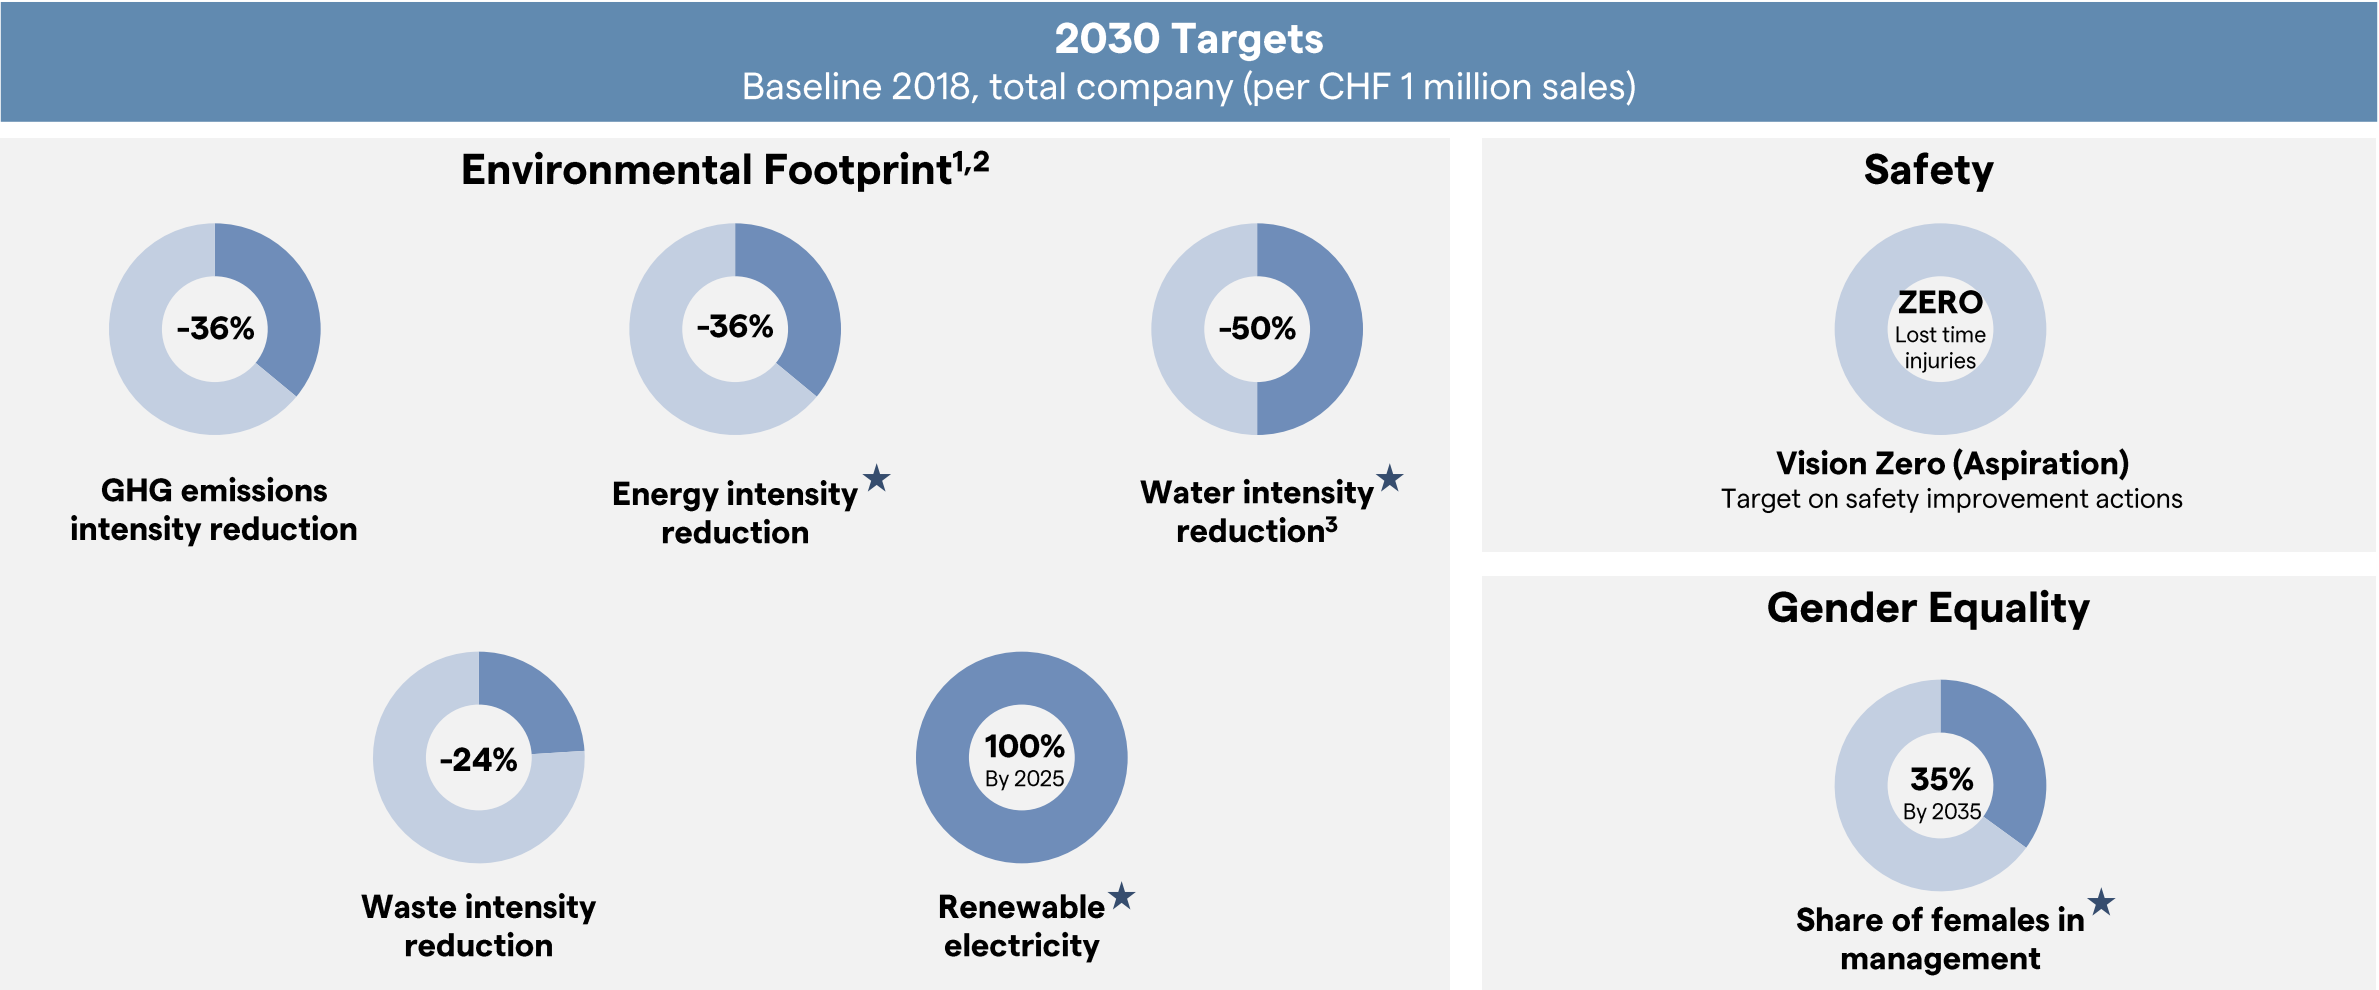 2030 Targets
Baseline 2018, total company (per CHF 1 million sales)
Environmental Footprint¹,²
-36%
GHG emissions
intensity reduction
-36%
Energy intensity ★
reduction
-50%
Water intensity ★
reduction³
-24%
Waste intensity
reduction
100%
By 2025
Renewable ★
electricity
Safety
ZERO
Lost time
injuries
Vision Zero (Aspiration)
Target on safety improvement actions
Gender Equality
35%
By 2035
Share of females in ★
management